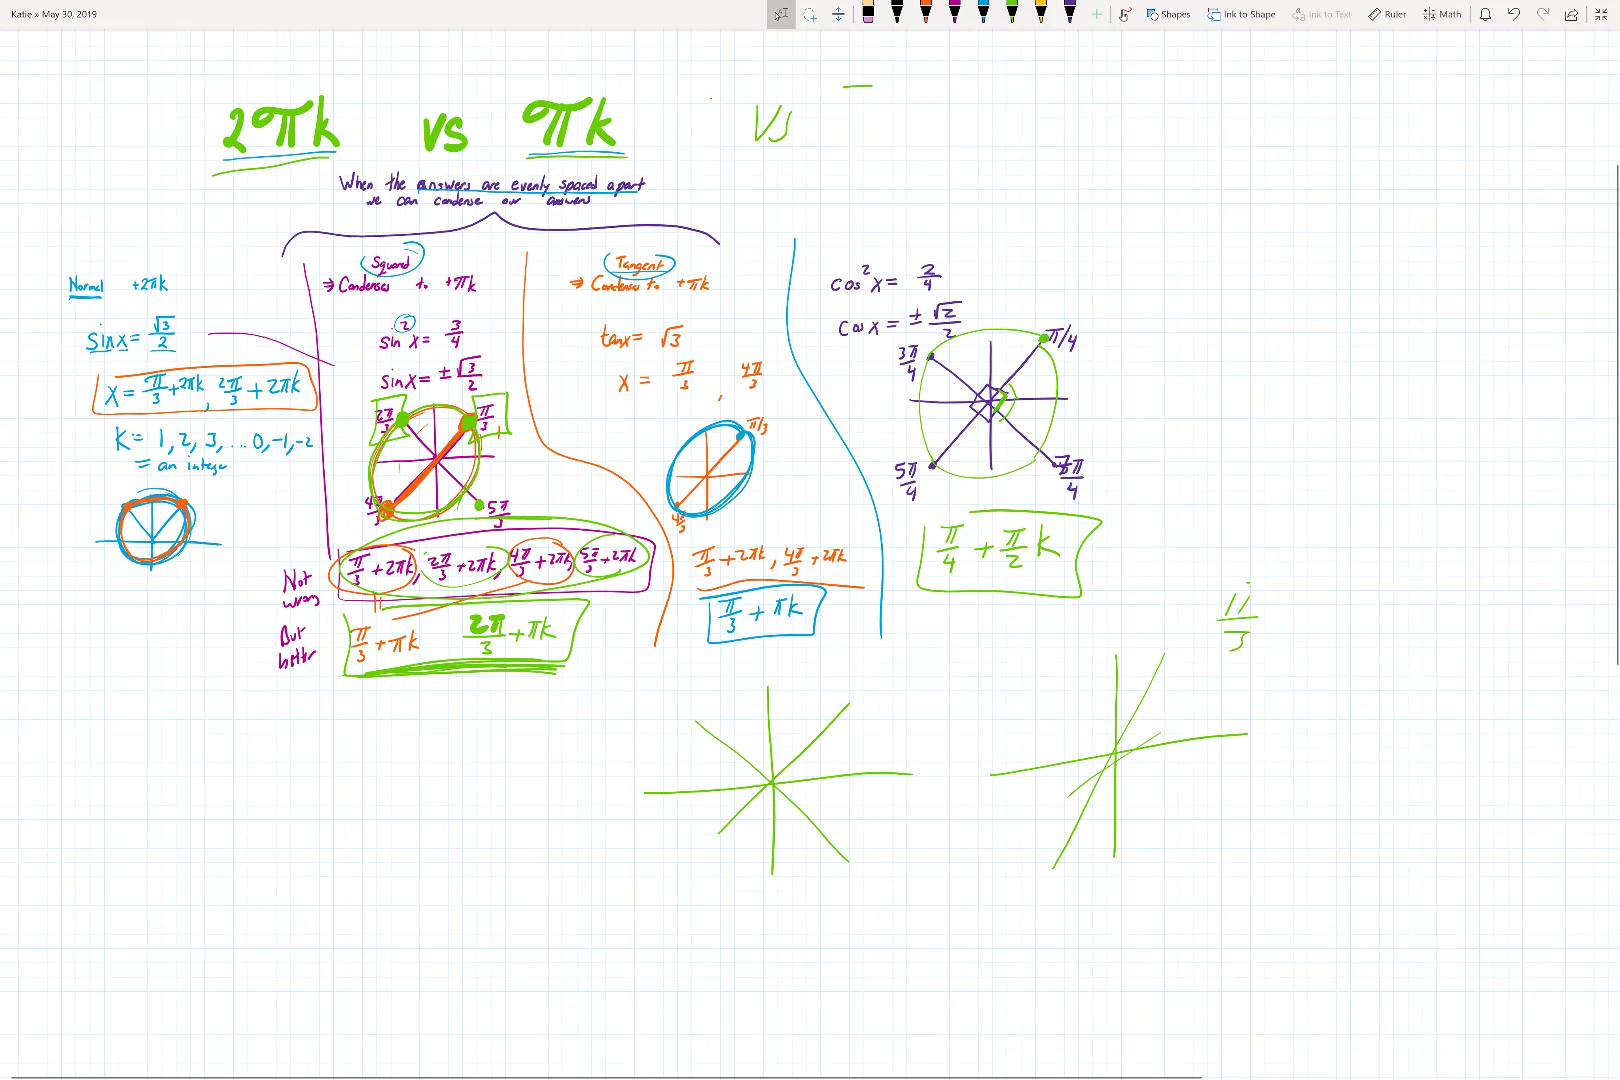 Katie » May 30, 2019
Shapes
Ink to Shape
Ink to Text
Ruler
Math
2πk vs πk
vs
When the answers are evenly spaced apart
we can condense our answers
Normal +2πk
sin x = √3/2
x = π/3 + 2πk, 2π/3 + 2πk
K = 1, 2, 3, ... 0, -1, -2
= an integer
Squared
⇒ Condenses to +πk
sin² x = 3/4
sin x = ± √3/2
2π/3
π/3
4π/3
5π/3
Not wrong
π/3 + 2πk, 2π/3 + 2πk, 4π/3 + 2πk, 5π/3 + 2πk
But better
π/3 + πk 2π/3 + πk
Tangent
⇒ Condenses to +πk
tan x = √3
x = π/3 , 4π/3
π/3
4π/3
π/3 + 2πk, 4π/3 + 2πk
π/3 + πk
cos² x = 2/4
cos x = ± √2/2
3π/4
π/4
5π/4
π/4 + π/2 k